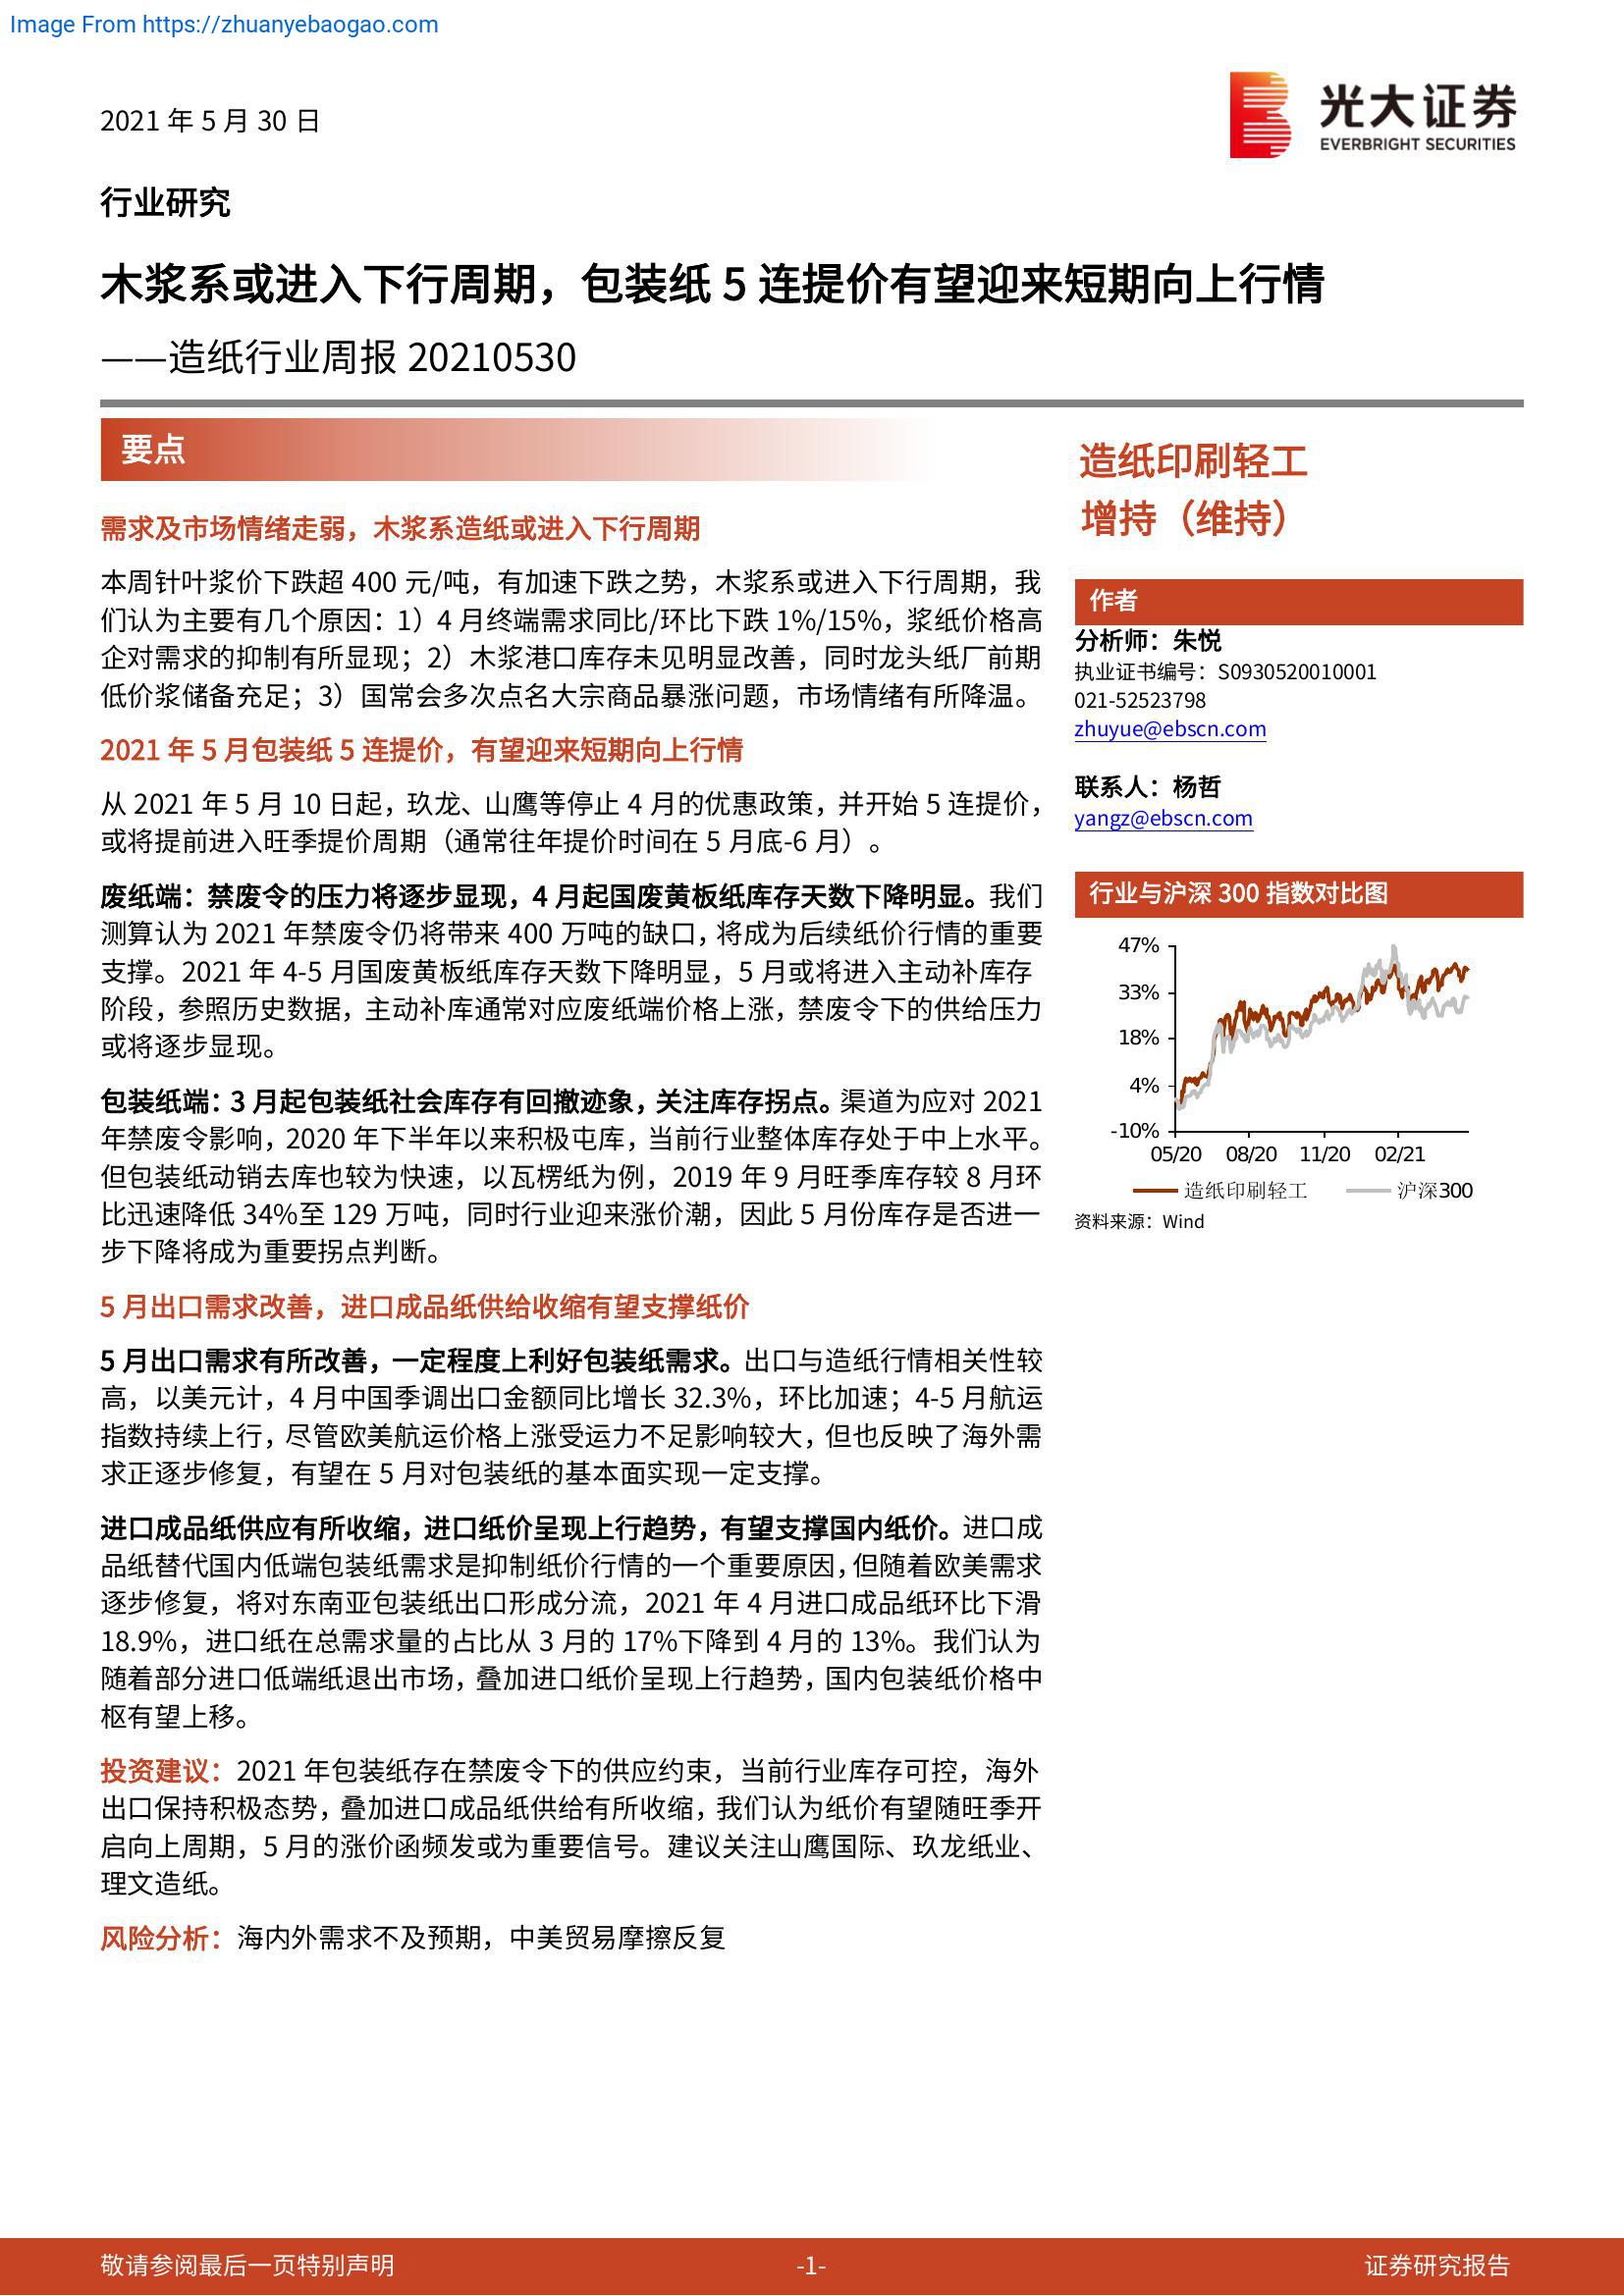 Image From https://zhuanyebaogao.com
2021 年 5 月 30 日
光大证券
EVERBRIGHT SECURITIES
行业研究
木浆系或进入下行周期，包装纸 5 连提价有望迎来短期向上行情
——造纸行业周报 20210530
要点
需求及市场情绪走弱，木浆系造纸或进入下行周期
本周针叶浆价下跌超 400 元/吨，有加速下跌之势，木浆系或进入下行周期，我
们认为主要有几个原因：1）4 月终端需求同比/环比下跌 1%/15%，浆纸价格高
企对需求的抑制有所显现；2）木浆港口库存未见明显改善，同时龙头纸厂前期
低价浆储备充足；3）国常会多次点名大宗商品暴涨问题，市场情绪有所降温。
2021 年 5 月包装纸 5 连提价，有望迎来短期向上行情
从 2021 年 5 月 10 日起，玖龙、山鹰等停止 4 月的优惠政策，并开始 5 连提价，
或将提前进入旺季提价周期（通常往年提价时间在 5 月底-6 月）。
废纸端：禁废令的压力将逐步显现，4 月起国废黄板纸库存天数下降明显。我们
测算认为 2021 年禁废令仍将带来 400 万吨的缺口，将成为后续纸价行情的重要
支撑。2021 年 4-5 月国废黄板纸库存天数下降明显，5 月或将进入主动补库存
阶段，参照历史数据，主动补库通常对应废纸端价格上涨，禁废令下的供给压力
或将逐步显现。
包装纸端：3 月起包装纸社会库存有回撤迹象，关注库存拐点。渠道为应对 2021
年禁废令影响，2020 年下半年以来积极屯库，当前行业整体库存处于中上水平。
但包装纸动销去库也较为快速，以瓦楞纸为例，2019 年 9 月旺季库存较 8 月环
比迅速降低 34%至 129 万吨，同时行业迎来涨价潮，因此 5 月份库存是否进一
步下降将成为重要拐点判断。
5 月出口需求改善，进口成品纸供给收缩有望支撑纸价
5 月出口需求有所改善，一定程度上利好包装纸需求。出口与造纸行情相关性较
高，以美元计，4 月中国季调出口金额同比增长 32.3%，环比加速；4-5 月航运
指数持续上行，尽管欧美航运价格上涨受运力不足影响较大，但也反映了海外需
求正逐步修复，有望在 5 月对包装纸的基本面实现一定支撑。
进口成品纸供应有所收缩，进口纸价呈现上行趋势，有望支撑国内纸价。进口成
品纸替代国内低端包装纸需求是抑制纸价行情的一个重要原因，但随着欧美需求
逐步修复，将对东南亚包装纸出口形成分流，2021 年 4 月进口成品纸环比下滑
18.9%，进口纸在总需求量的占比从 3 月的 17%下降到 4 月的 13%。我们认为
随着部分进口低端纸退出市场，叠加进口纸价呈现上行趋势，国内包装纸价格中
枢有望上移。
投资建议：2021 年包装纸存在禁废令下的供应约束，当前行业库存可控，海外
出口保持积极态势，叠加进口成品纸供给有所收缩，我们认为纸价有望随旺季开
启向上周期，5 月的涨价函频发或为重要信号。建议关注山鹰国际、玖龙纸业、
理文造纸。
风险分析：海内外需求不及预期，中美贸易摩擦反复
造纸印刷轻工
增持（维持）
作者
分析师：朱悦
执业证书编号：S0930520010001
021-52523798
zhuyue@ebscn.com
联系人：杨哲
yangz@ebscn.com
行业与沪深 300 指数对比图
47%
33%
18%
4%
-10%
05/20 08/20 11/20 02/21
造纸印刷轻工 沪深300
资料来源：Wind
敬请参阅最后一页特别声明 -1- 证券研究报告